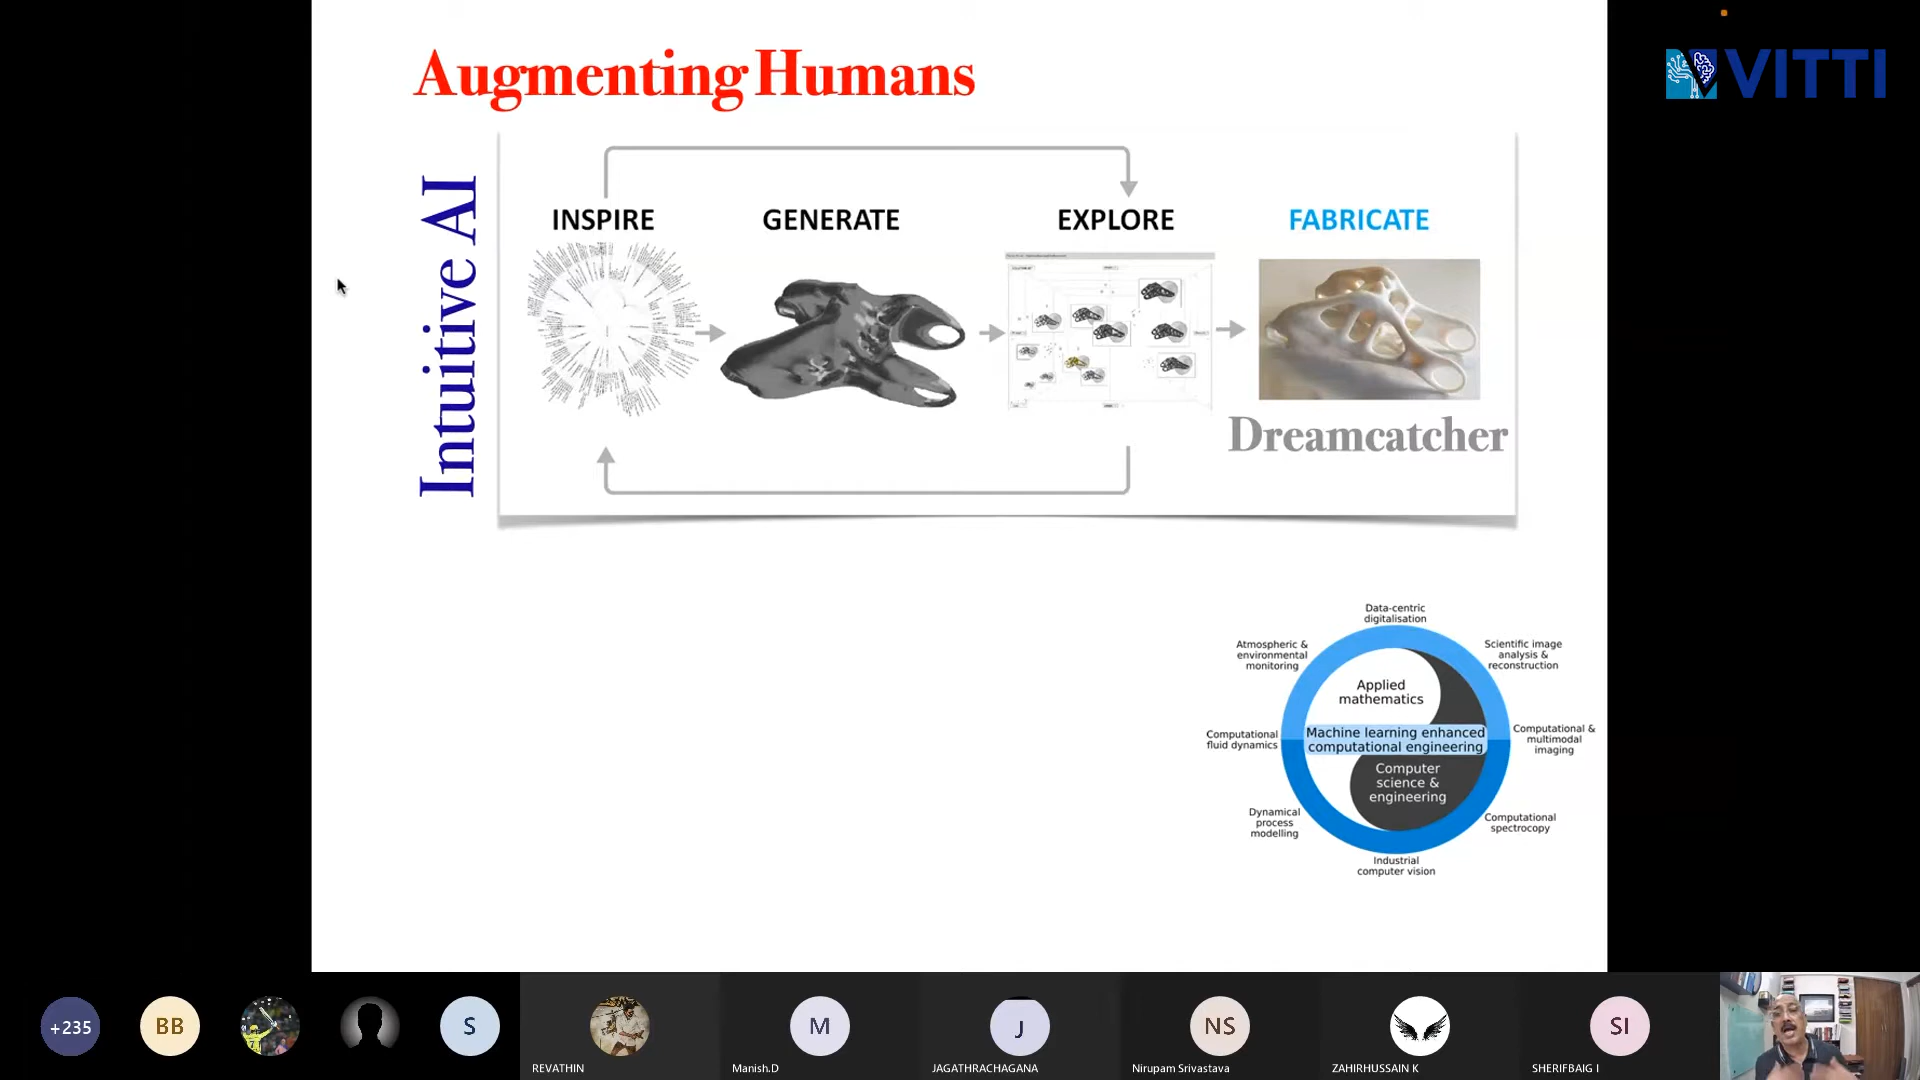 Augmenting Humans
VITTI
Intuitive AI
INSPIRE
GENERATE
EXPLORE
FABRICATE
Dreamcatcher
Data-centric
digitalisation
Atmospheric &
environmental
monitoring
Scientific image
analysis &
reconstruction
Applied
mathematics
Computational
fluid dynamics
Machine learning enhanced
computational engineering
Computational &
multimodal
imaging
Computer
science &
engineering
Dynamical
process
modelling
Computational
spectrocopy
Industrial
computer vision
+235
BB
S
M
J
NS
SI
REVATHIN
Manish.D
JAGATHRACHAGANA
Nirupam Srivastava
ZAHIRHUSSAIN K
SHERIFBAIG I